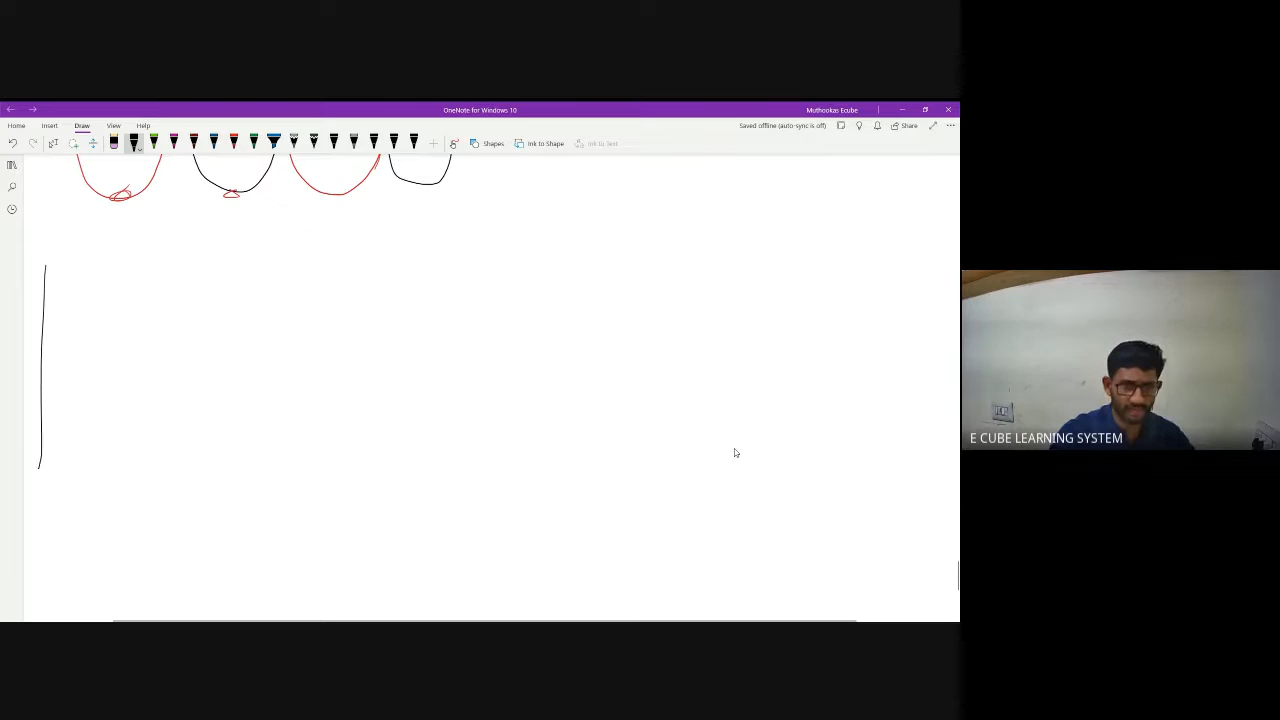 OneNote for Windows 10
Muthookas Ecube
Home Insert Draw View Help
Saved offline (auto-sync is off)
Share
Shapes
Ink to Shape
Ink to Text
E CUBE LEARNING SYSTEM